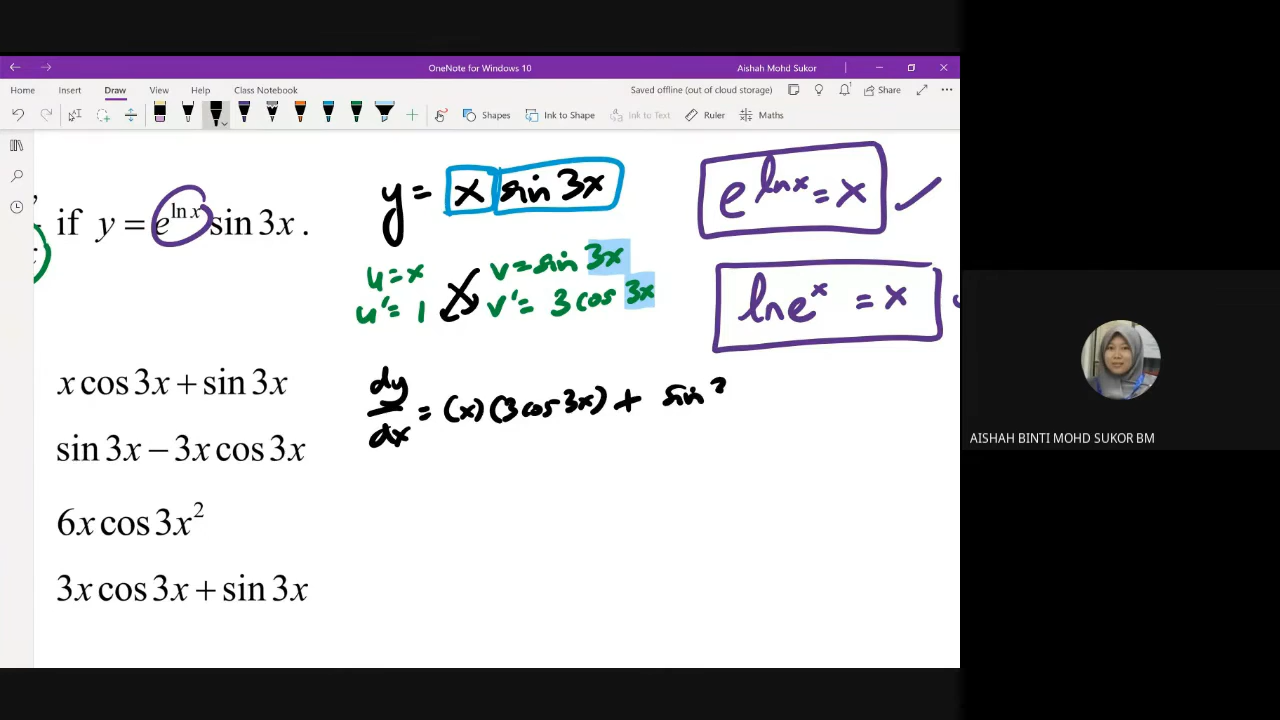 OneNote for Windows 10
Aishah Mohd Sukor
Home Insert Draw View Help Class Notebook
Saved offline (out of cloud storage)
Share
Shapes Ink to Shape Ink to Text Ruler Maths
if y = e^{ln x} sin 3x .
y = x sin 3x
e^{ln x} = x
u = x v = sin 3x
u' = 1 v' = 3 cos 3x
ln e^x = x
dy/dx = (x)(3 cos 3x) + sin
x cos 3x + sin 3x
sin 3x − 3x cos 3x
6x cos 3x²
3x cos 3x + sin 3x
AISHAH BINTI MOHD SUKOR BM